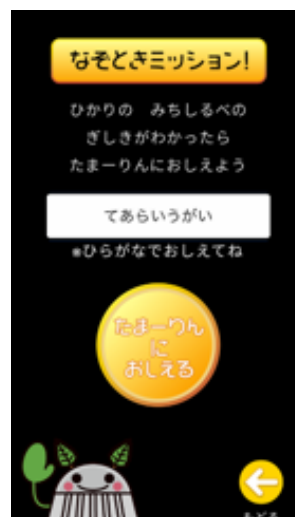 なぞときミッション!
ひかりの　みちしるべの
ぎしきがわかったら
たまーりんにおしえよう
てあらいうがい
※ひらがなでおしえてね
たまーりん
に
おしえる